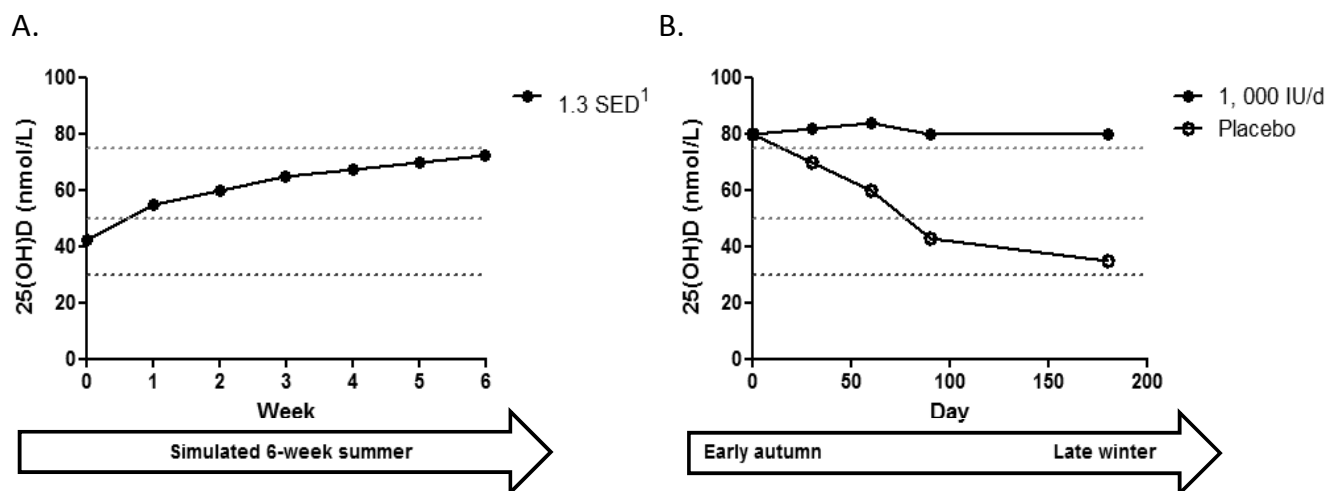 A.
25(OH)D (nmol/L)
100
80
60
40
20
0
0 1 2 3 4 5 6
Week
1.3 SED¹
Simulated 6-week summer
B.
25(OH)D (nmol/L)
100
80
60
40
20
0
0 50 100 150 200
Day
1, 000 IU/d
Placebo
Early autumn Late winter